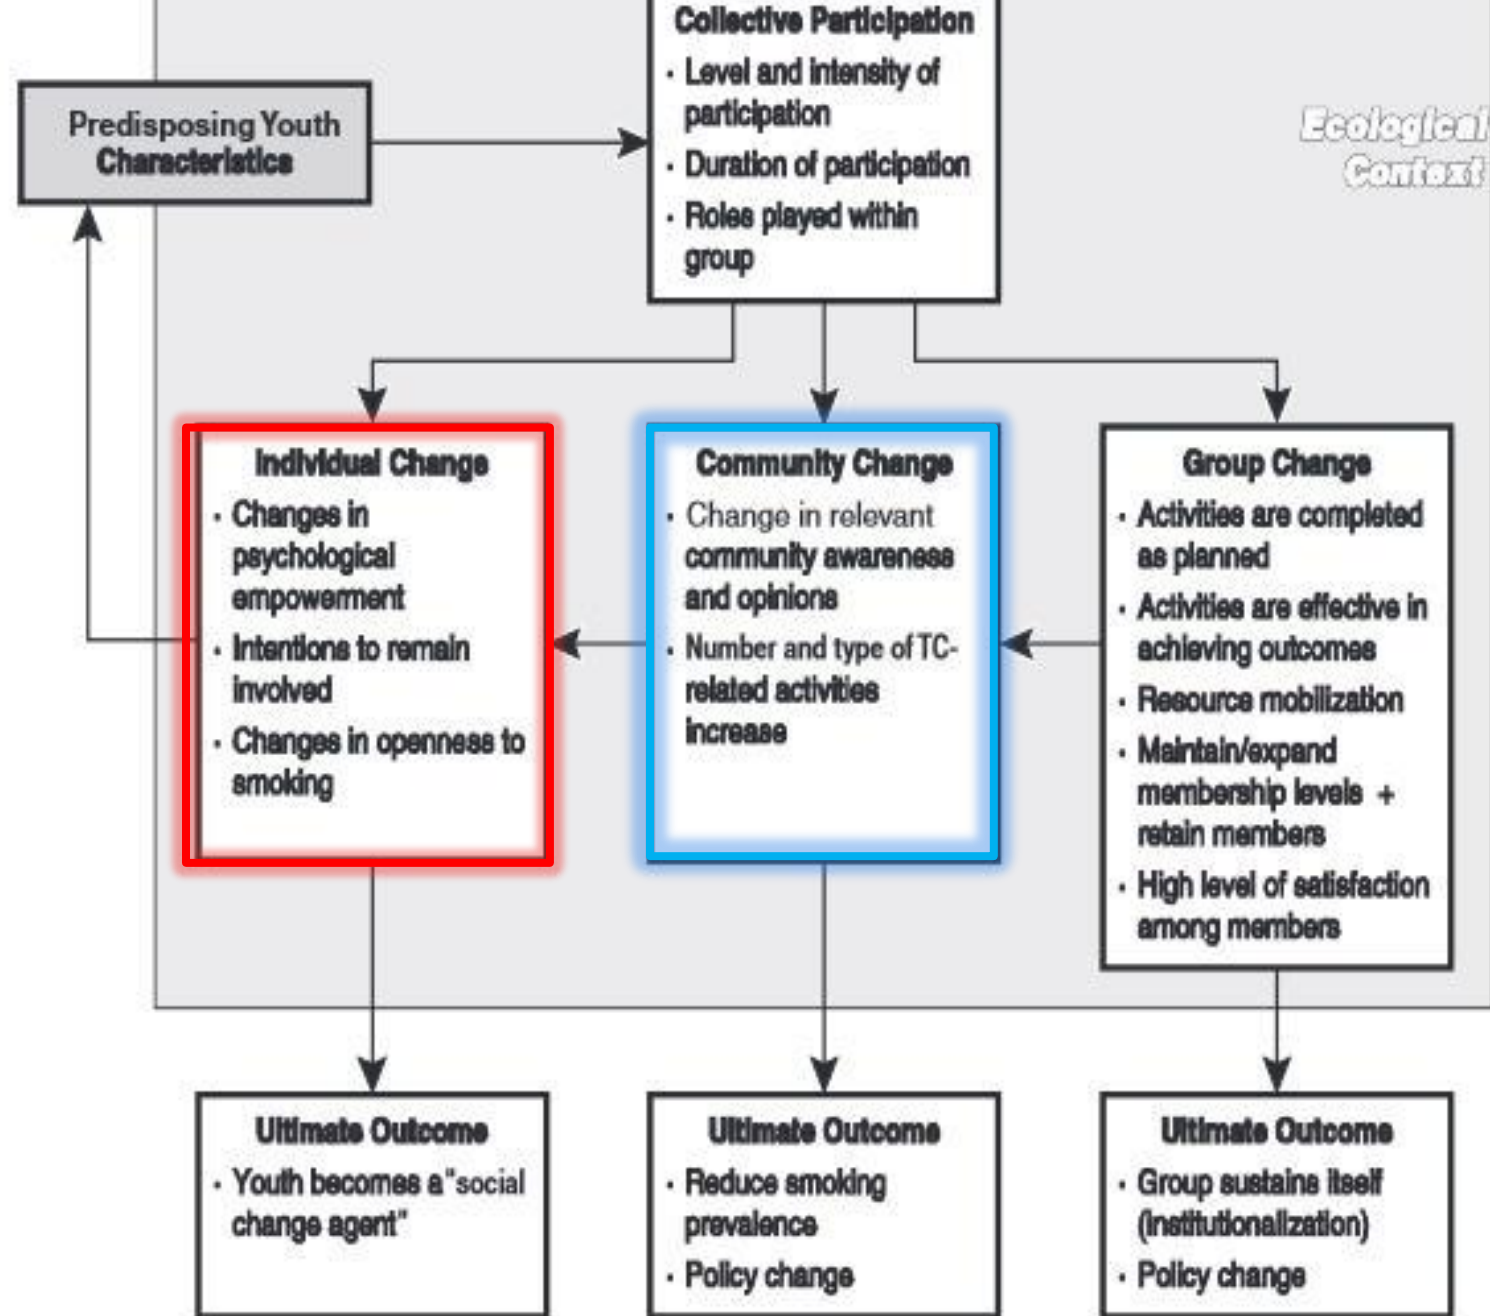 Collective Participation
· Level and intensity of
participation
· Duration of participation
· Roles played within
group
Predisposing Youth
Characteristics
Ecological
Context
Individual Change
· Changes in
psychological
empowerment
· Intentions to remain
involved
· Changes in openness to
smoking
Community Change
· Change in relevant
community awareness
and opinions
· Number and type of TC-
related activities
increase
Group Change
· Activities are completed
as planned
· Activities are effective in
achieving outcomes
· Resource mobilization
· Maintain/expand
membership levels +
retain members
· High level of satisfaction
among members
Ultimate Outcome
· Youth becomes a "social
change agent"
Ultimate Outcome
· Reduce smoking
prevalence
· Policy change
Ultimate Outcome
· Group sustains itself
(institutionalization)
· Policy change